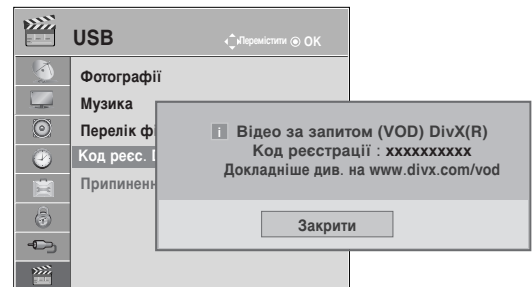 USB
Перемістити OK
Фотографії
Музика
Перелік
Код реєс.
i Відео за запитом (VOD) DivX(R)
Код реєстрації : xxxxxxxxxx
Докладніше див. на www.divx.com/vod
Закрити